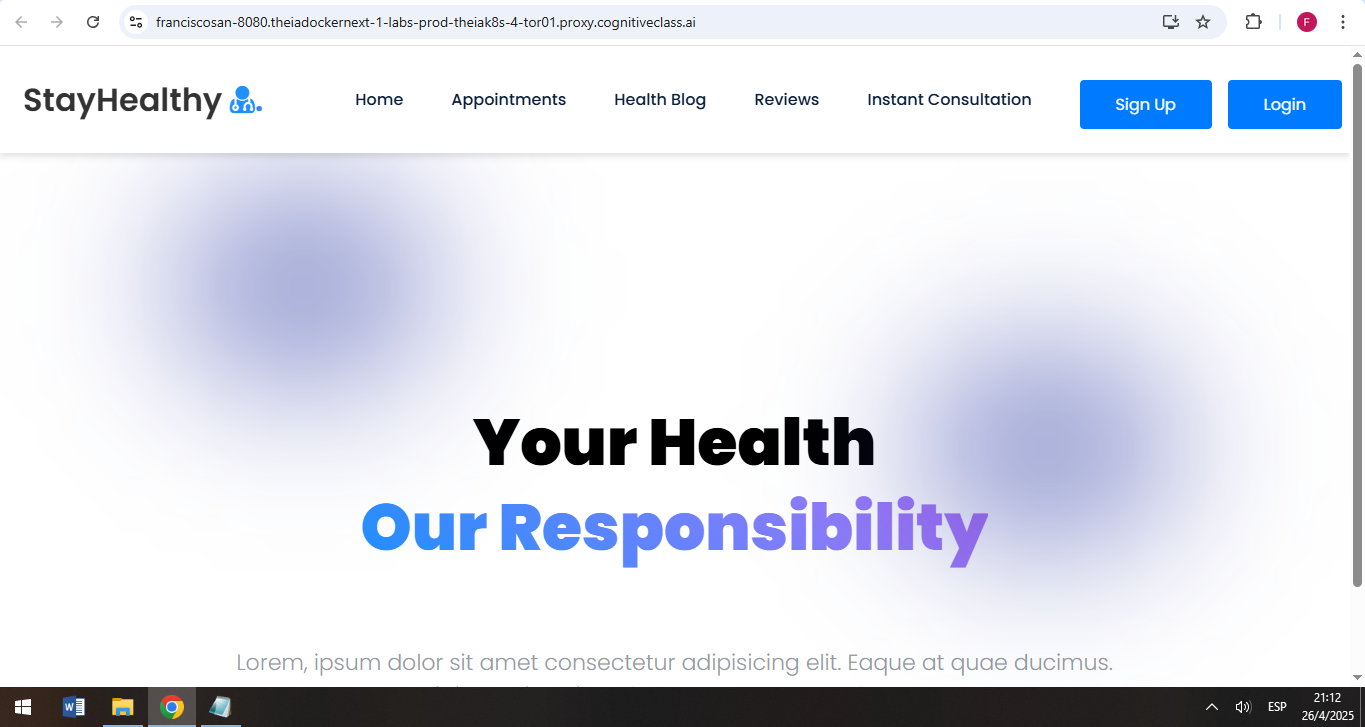 franciscosan-8080.theiadockernext-1-labs-prod-theiak8s-4-tor01.proxy.cognitiveclass.ai
F
StayHealthy .
Home Appointments Health Blog Reviews Instant Consultation Sign Up Login
Your Health
Our Responsibility
Lorem, ipsum dolor sit amet consectetur adipisicing elit. Eaque at quae ducimus.
ESP
21:12
26/4/2025